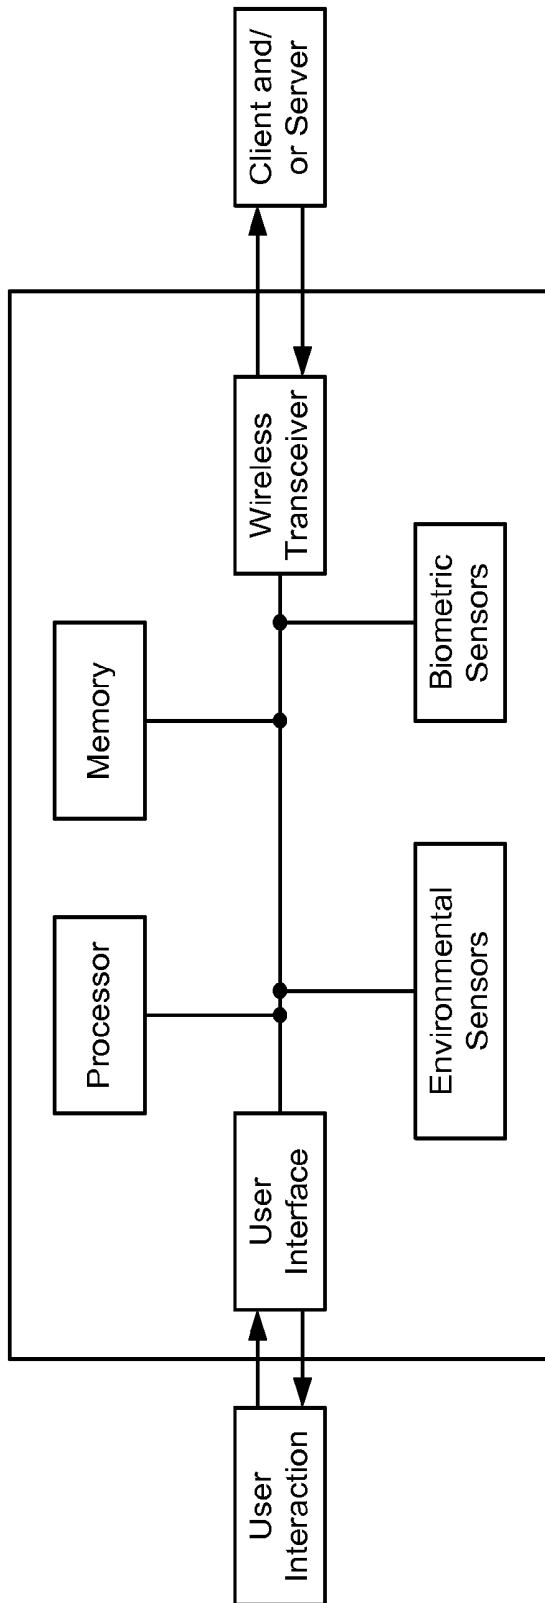 Processor
Memory
User
Interaction
User
Interface
Wireless
Transceiver
Client and/
or Server
Environmental
Sensors
Biometric
Sensors